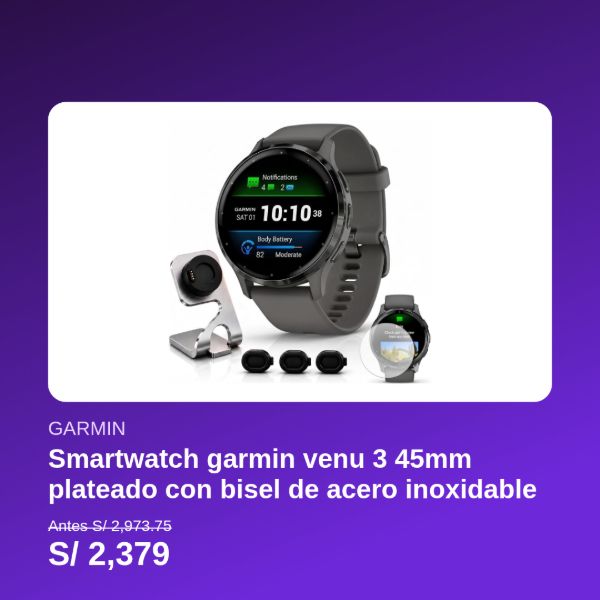 Notifications
4 2
GARMIN
SAT 01
10:10 38
Body Battery
82 Moderate
GARMIN
Smartwatch garmin venu 3 45mm
plateado con bisel de acero inoxidable
Antes S/ 2,973.75
S/ 2,379